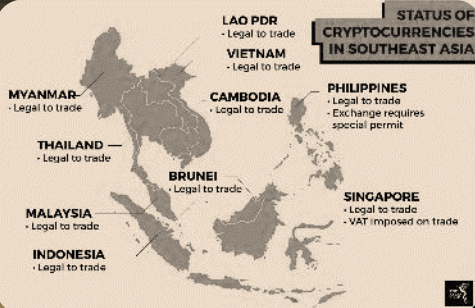 STATUS OF
CRYPTOCURRENCIES
IN SOUTHEAST ASIA
LAO PDR
- Legal to trade
VIETNAM
- Legal to trade
MYANMAR
- Legal to trade
CAMBODIA
- Legal to trade
PHILIPPINES
- Legal to trade
- Exchange requires
special permit
THAILAND
- Legal to trade
BRUNEI
- Legal to trade
SINGAPORE
- Legal to trade
- VAT imposed on trade
MALAYSIA
- Legal to trade
INDONESIA
- Legal to trade